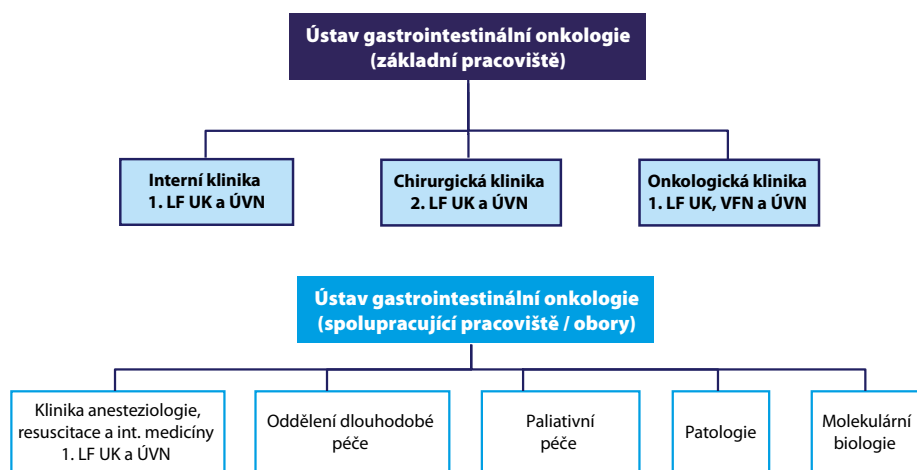 Ústav gastrointestinální onkologie
(základní pracoviště)
Interní klinika
1. LF UK a ÚVN
Chirurgická klinika
2. LF UK a ÚVN
Onkologická klinika
1. LF UK, VFN a ÚVN
Ústav gastrointestinální onkologie
(spolupracující pracoviště / obory)
Klinika anesteziologie,
resuscitace a int. medicíny
1. LF UK a ÚVN
Oddělení dlouhodobé
péče
Paliativní
péče
Patologie
Molekulární
biologie